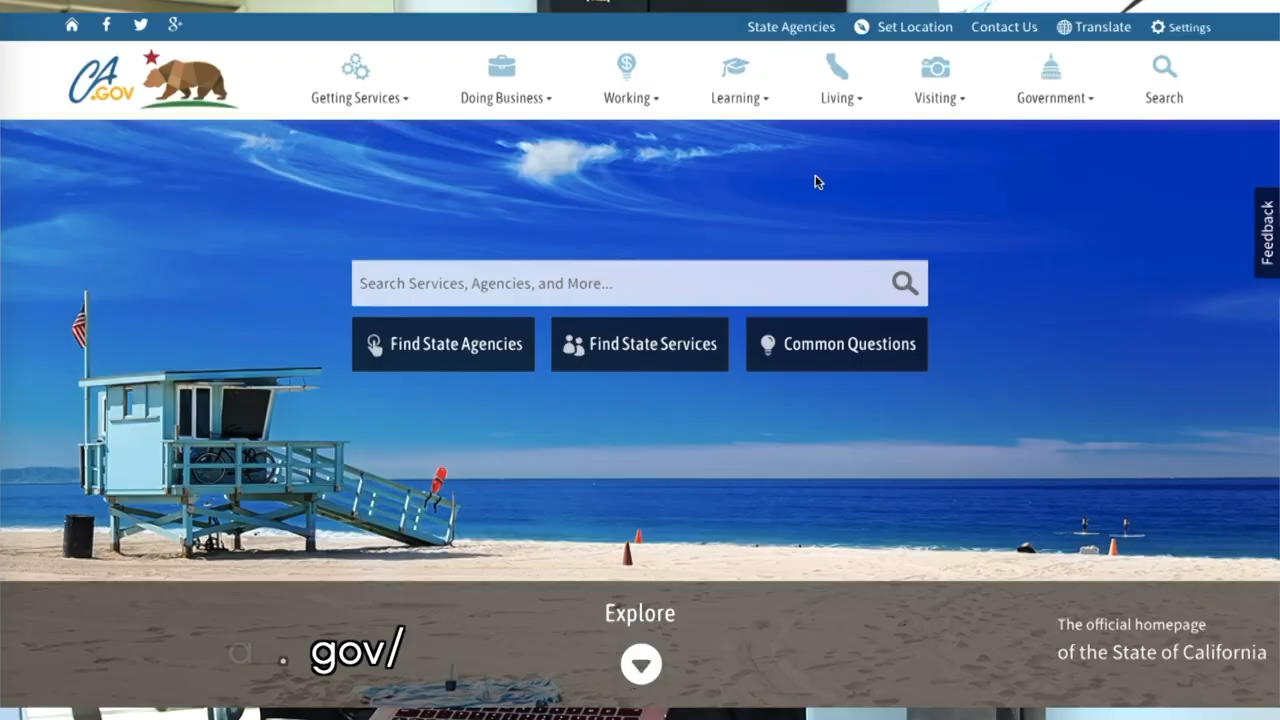 State Agencies Set Location Contact Us Translate Settings
CA.GOV
Getting Services Doing Business Working Learning Living Visiting Government Search
Feedback
Search Services, Agencies, and More...
Find State Agencies Find State Services Common Questions
Explore
The official homepage
of the State of California
a . gov/